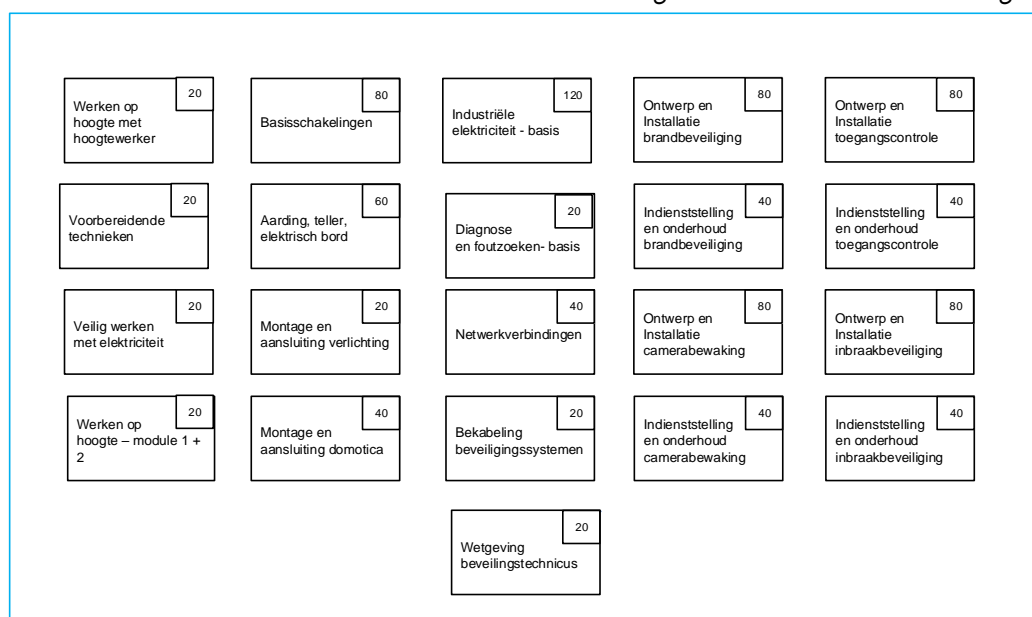 20
Werken op
hoogte met
hoogtewerker
80
Basisschakelingen
120
Industriële
elektriciteit - basis
80
Ontwerp en
Installatie
brandbeveiliging
80
Ontwerp en
Installatie
toegangscontrole
20
Voorbereidende
technieken
60
Aarding, teller,
elektrisch bord
20
Diagnose
en foutzoeken- basis
40
Indienststelling
en onderhoud
brandbeveiliging
40
Indienststelling
en onderhoud
toegangscontrole
20
Veilig werken
met elektriciteit
20
Montage en
aansluiting verlichting
40
Netwerkverbindingen
80
Ontwerp en
Installatie
camerabewaking
80
Ontwerp en
Installatie
inbraakbeveiliging
20
Werken op
hoogte – module 1 +
2
40
Montage en
aansluiting domotica
20
Bekabeling
beveiligingssystemen
40
Indienststelling
en onderhoud
camerabewaking
40
Indienststelling
en onderhoud
inbraakbeveiliging
20
Wetgeving
beveilingstechnicus